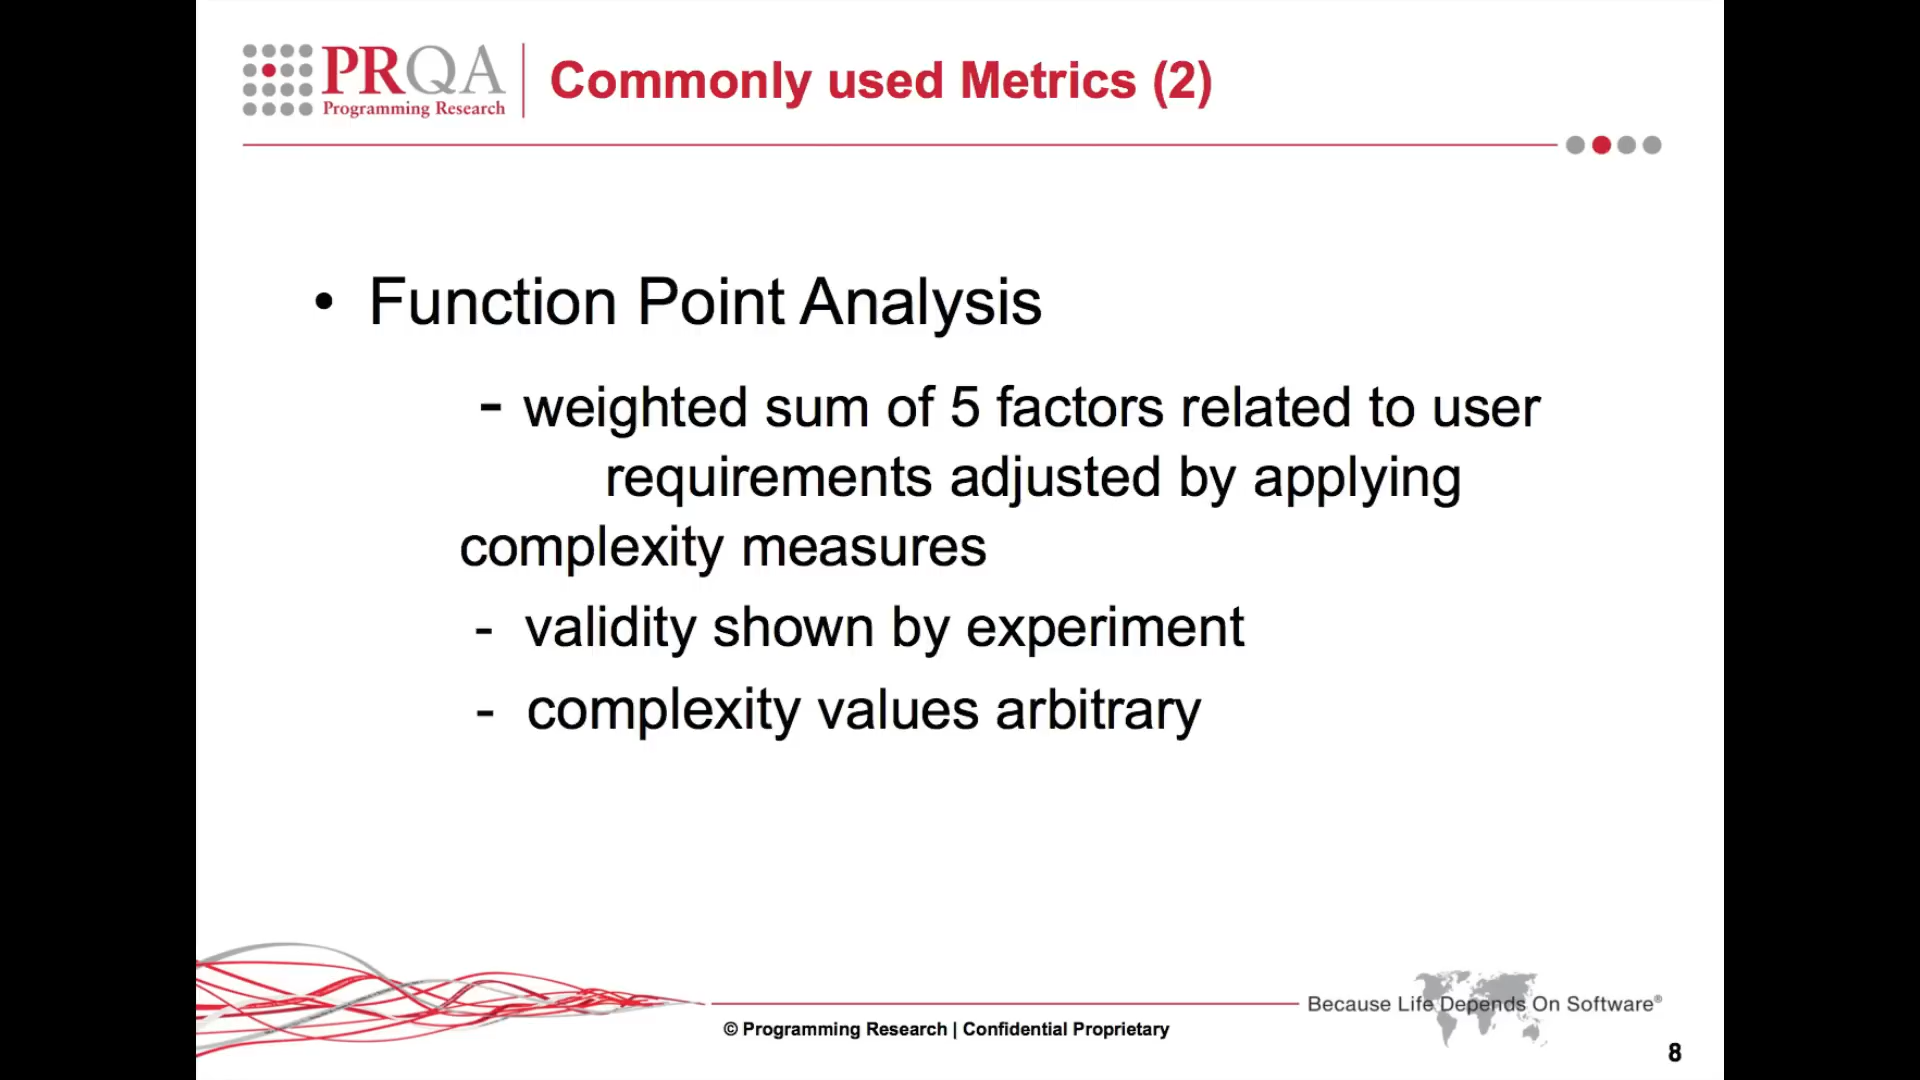 PRQA
Programming Research
Commonly used Metrics (2)
• Function Point Analysis
- weighted sum of 5 factors related to user
requirements adjusted by applying
complexity measures
- validity shown by experiment
- complexity values arbitrary
Because Life Depends On Software®
© Programming Research | Confidential Proprietary
8